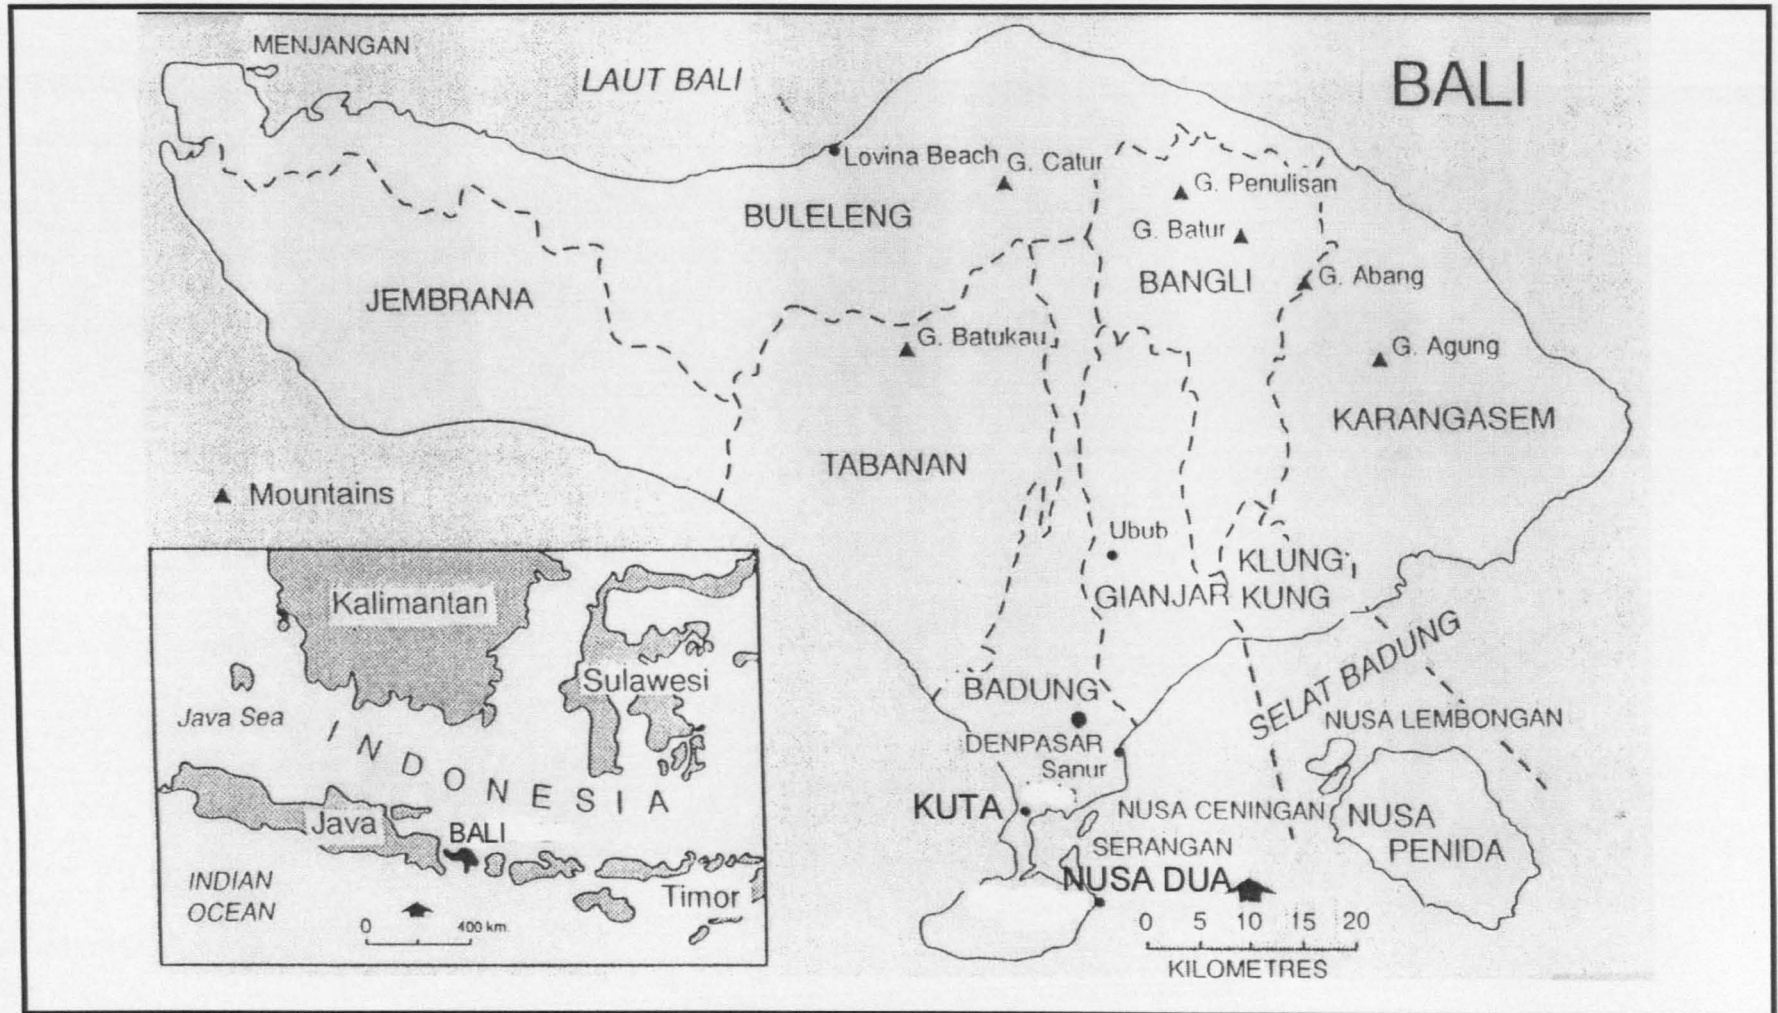 MENJANGAN
LAUT BALI
BALI
Lovina Beach
G. Catur
G. Penulisan
BULELENG
G. Batur
BANGLI
G. Abang
JEMBRANA
G. Batukau
G. Agung
KARANGASEM
TABANAN
Mountains
Ubub
KLUNG
GIANJAR
KUNG
SELAT BADUNG
BADUNG
NUSA LEMBONGAN
DENPASAR
Sanur
KUTA
NUSA CENINGAN
NUSA
PENIDA
SERANGAN
NUSA DUA
0 5 10 15 20
KILOMETRES
Kalimantan
Sulawesi
Java Sea
INDONESIA
Java
BALI
INDIAN
OCEAN
Timor
0 400 km.